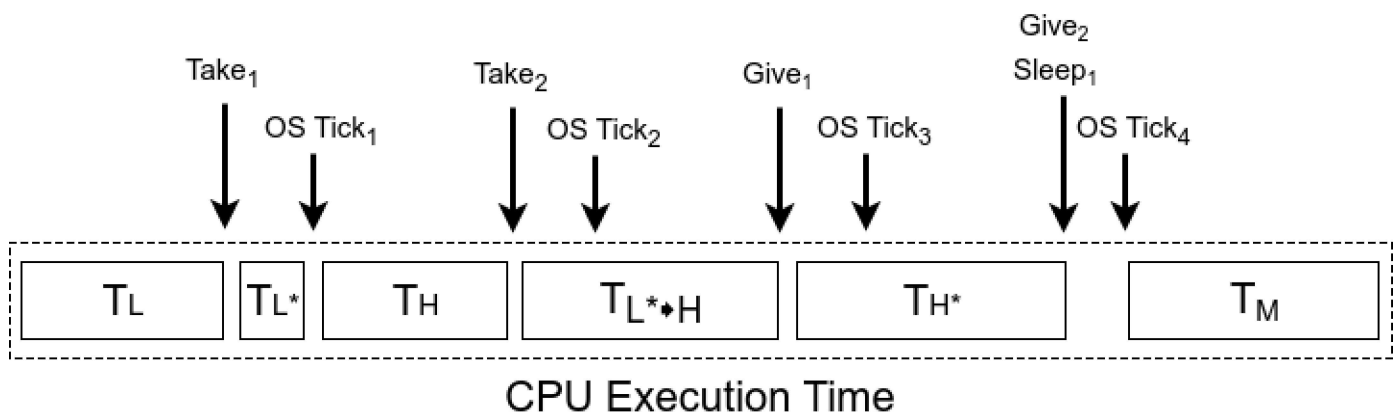 Take₁
OS Tick₁
Take₂
OS Tick₂
Give₁
OS Tick₃
Give₂
Sleep₁
OS Tick₄
TL
TL*
TH
TL*➧H
TH*
TM
CPU Execution Time